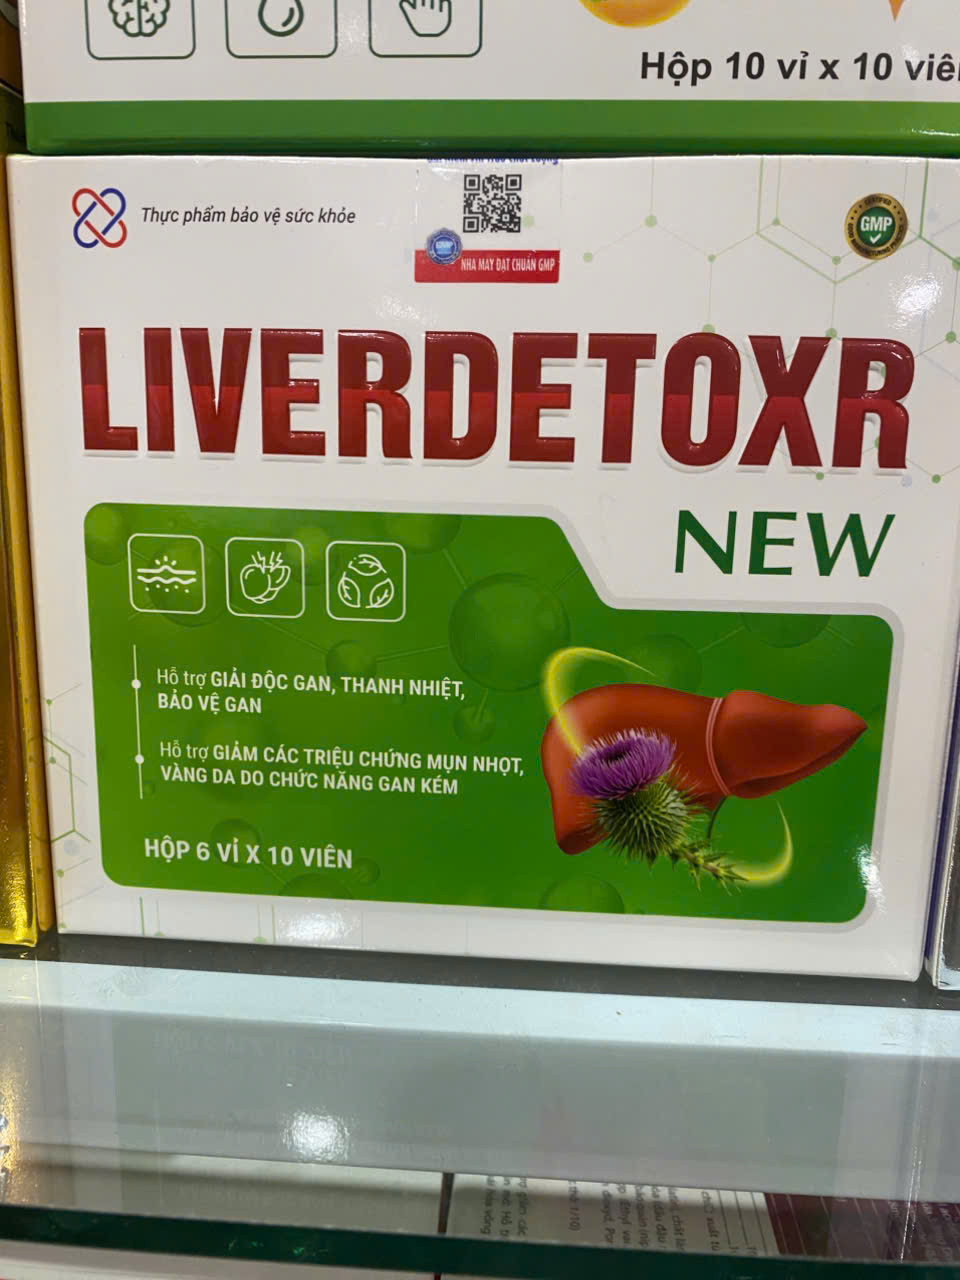 Hộp 10 vỉ x 10 viên
Thực phẩm bảo vệ sức khỏe
GMP
NHÀ MÁY ĐẠT CHUẨN GMP
CERTIFIED
GMP
LIVERDETOXR
NEW
Hỗ trợ GIẢI ĐỘC GAN, THANH NHIỆT,
BẢO VỆ GAN
Hỗ trợ GIẢM CÁC TRIỆU CHỨNG MỤN NHỌT,
VÀNG DA DO CHỨC NĂNG GAN KÉM
HỘP 6 VỈ X 10 VIÊN